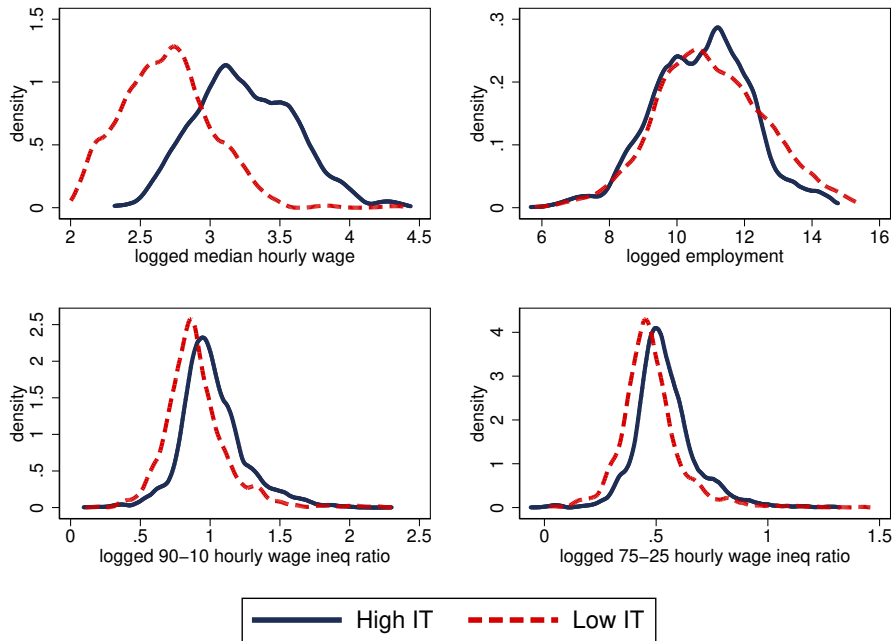 density
0 .5 1 1.5
2 2.5 3 3.5 4 4.5
logged median hourly wage
density
0 .1 .2 .3
6 8 10 12 14 16
logged employment
density
0 .5 1 1.5 2 2.5
0 .5 1 1.5 2 2.5
logged 90−10 hourly wage ineq ratio
density
0 1 2 3 4
0 .5 1 1.5
logged 75−25 hourly wage ineq ratio
High IT Low IT